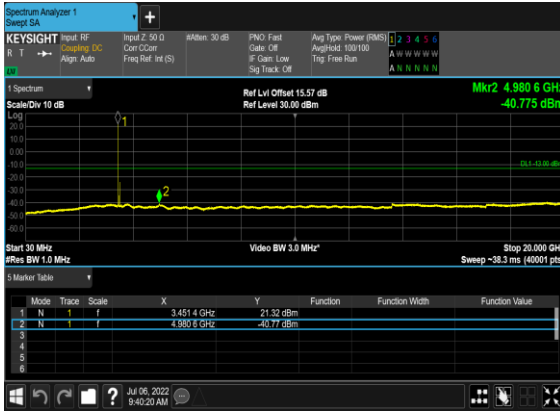 Spectrum Analyzer 1
Swept SA
+
KEYSIGHT Input: RF Input Z: 50 Ω #Atten: 30 dB PNO: Fast Avg Type: Power (RMS) 1 2 3 4 5 6
R T Coupling: DC Corr CCorr Gate: Off Avg|Hold: 100/100 A W W W W W
Align: Auto Freq Ref: Int (S) IF Gain: Low Trig: Free Run
Sig Track: Off A N N N N N
1 Spectrum Ref Lvl Offset 15.57 dB Mkr2 4.980 6 GHz
Scale/Div 10 dB Ref Level 30.00 dBm -40.775 dBm
Log
1
20.0
10.0
0.00
-10.0 DL1 -13.00 dBm
-20.0
-30.0
2
-40.0
-50.0
-60.0
Start 30 MHz Video BW 3.0 MHz* Stop 20.000 GHz
#Res BW 1.0 MHz Sweep ~38.3 ms (40001 pts)
5 Marker Table
Mode Trace Scale X Y Function Function Width Function Value
1 N 1 f 3.451 4 GHz 21.32 dBm
2 N 1 f 4.980 6 GHz -40.77 dBm
3
4
5
6
? Jul 06, 2022
9:40:20 AM